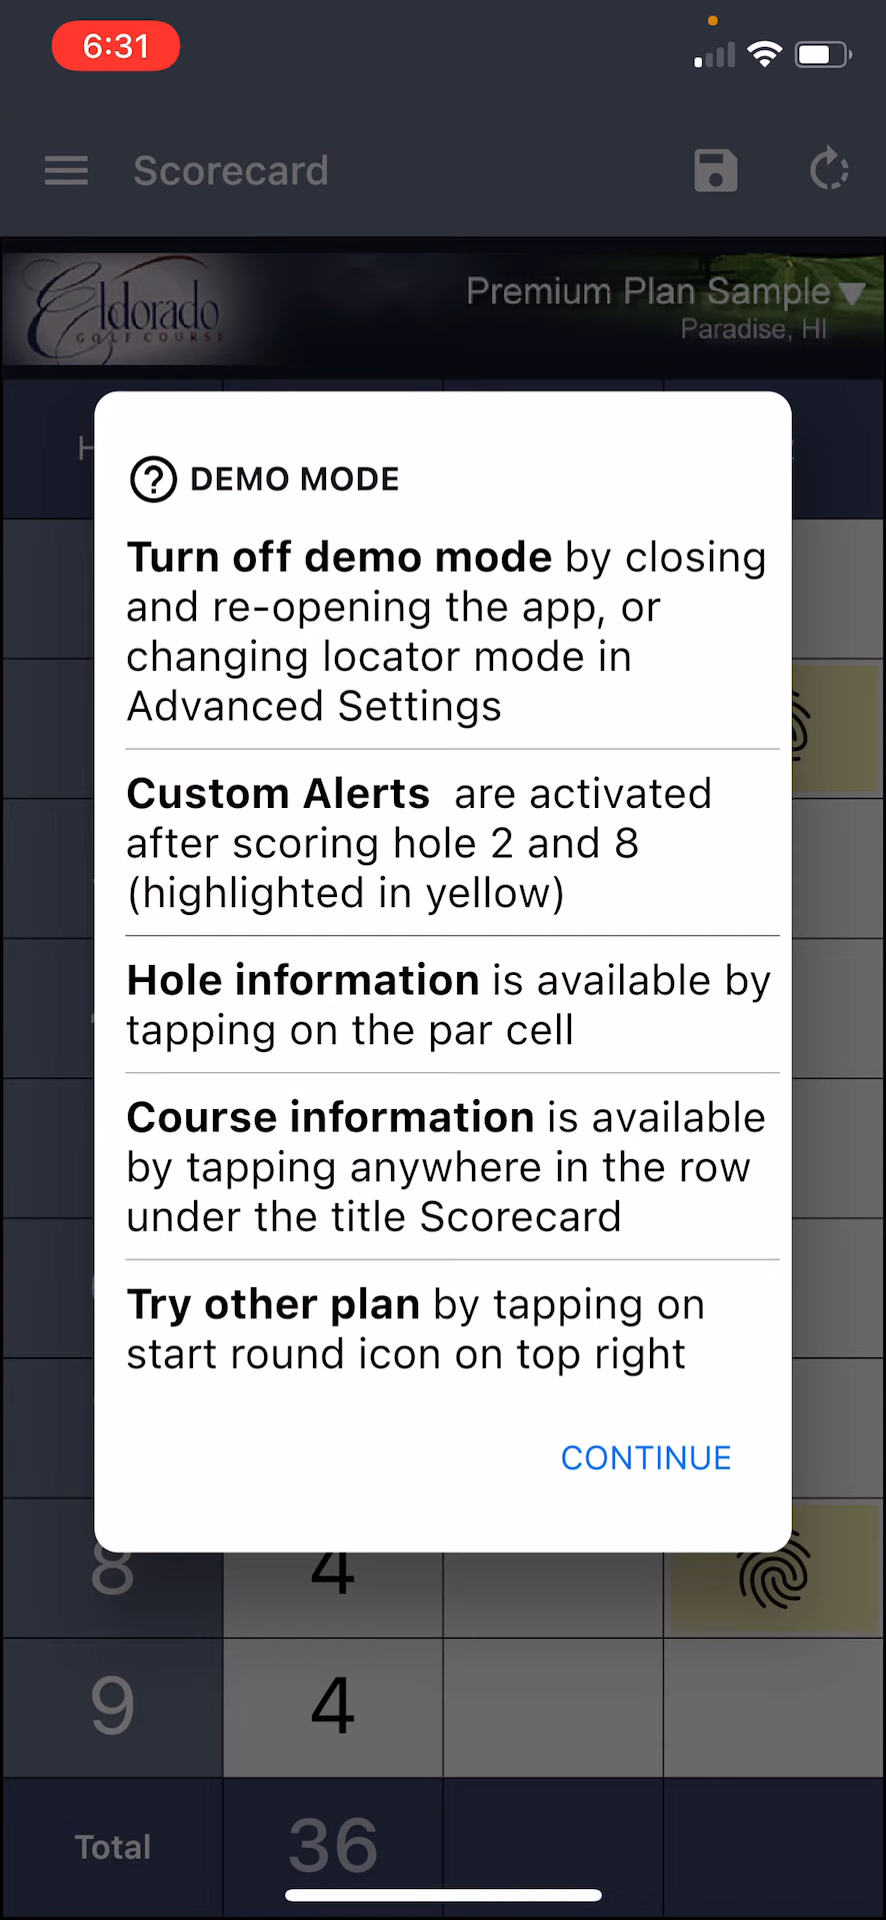 6:31
Scorecard
Eldorado
GOLF COURSE
Premium Plan Sample
Paradise, HI
DEMO MODE
Turn off demo mode by closing
and re-opening the app, or
changing locator mode in
Advanced Settings
Custom Alerts are activated
after scoring hole 2 and 8
(highlighted in yellow)
Hole information is available by
tapping on the par cell
Course information is available
by tapping anywhere in the row
under the title Scorecard
Try other plan by tapping on
start round icon on top right
CONTINUE
8 4
9 4
Total 36